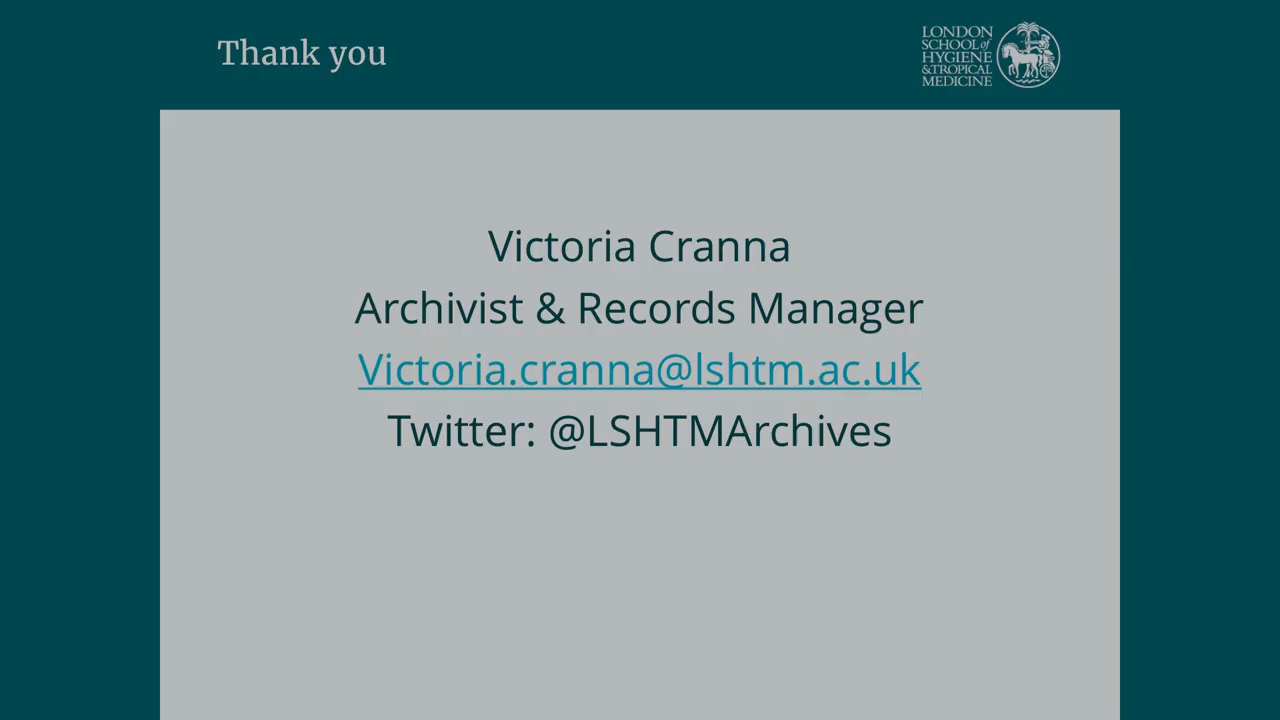 Thank you
LONDON
SCHOOL of
HYGIENE
& TROPICAL
MEDICINE
Victoria Cranna
Archivist & Records Manager
Victoria.cranna@lshtm.ac.uk
Twitter: @LSHTMArchives